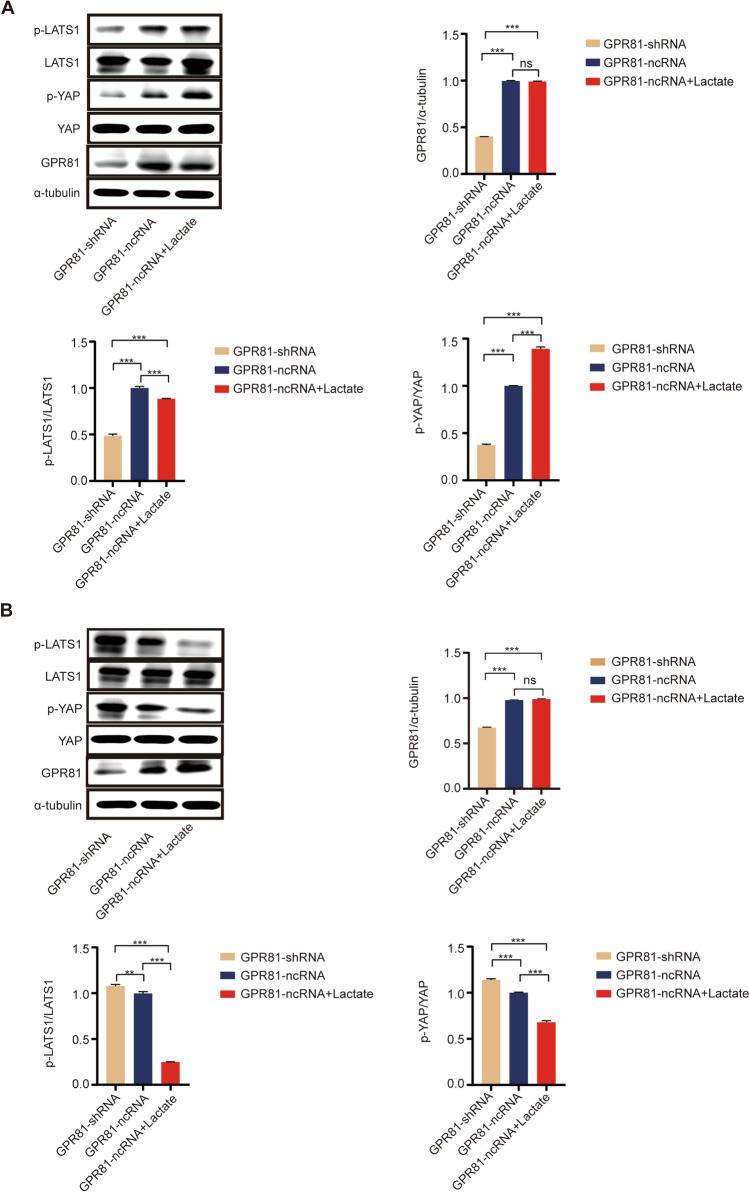 A
p-LATS1
LATS1
p-YAP
YAP
GPR81
α-tubulin
GPR81-shRNA
GPR81-ncRNA
GPR81-ncRNA+Lactate
GPR81/α-tubulin
1.5
1.0
0.5
0.0
***
***
ns
GPR81-shRNA
GPR81-ncRNA
GPR81-ncRNA+Lactate
GPR81-shRNA
GPR81-ncRNA
GPR81-ncRNA+Lactate
p-LATS1/LATS1
1.5
1.0
0.5
0.0
***
***
***
GPR81-shRNA
GPR81-ncRNA
GPR81-ncRNA+Lactate
GPR81-shRNA
GPR81-ncRNA
GPR81-ncRNA+Lactate
p-YAP/YAP
1.5
1.0
0.5
0.0
***
***
***
GPR81-shRNA
GPR81-ncRNA
GPR81-ncRNA+Lactate
GPR81-shRNA
GPR81-ncRNA
GPR81-ncRNA+Lactate
B
p-LATS1
LATS1
p-YAP
YAP
GPR81
α-tubulin
GPR81-shRNA
GPR81-ncRNA
GPR81-ncRNA+Lactate
GPR81/α-tubulin
1.5
1.0
0.5
0.0
***
***
ns
GPR81-shRNA
GPR81-ncRNA
GPR81-ncRNA+Lactate
GPR81-shRNA
GPR81-ncRNA
GPR81-ncRNA+Lactate
p-LATS1/LATS1
1.5
1.0
0.5
0.0
***
**
***
GPR81-shRNA
GPR81-ncRNA
GPR81-ncRNA+Lactate
GPR81-shRNA
GPR81-ncRNA
GPR81-ncRNA+Lactate
p-YAP/YAP
1.5
1.0
0.5
0.0
***
***
***
GPR81-shRNA
GPR81-ncRNA
GPR81-ncRNA+Lactate
GPR81-shRNA
GPR81-ncRNA
GPR81-ncRNA+Lactate